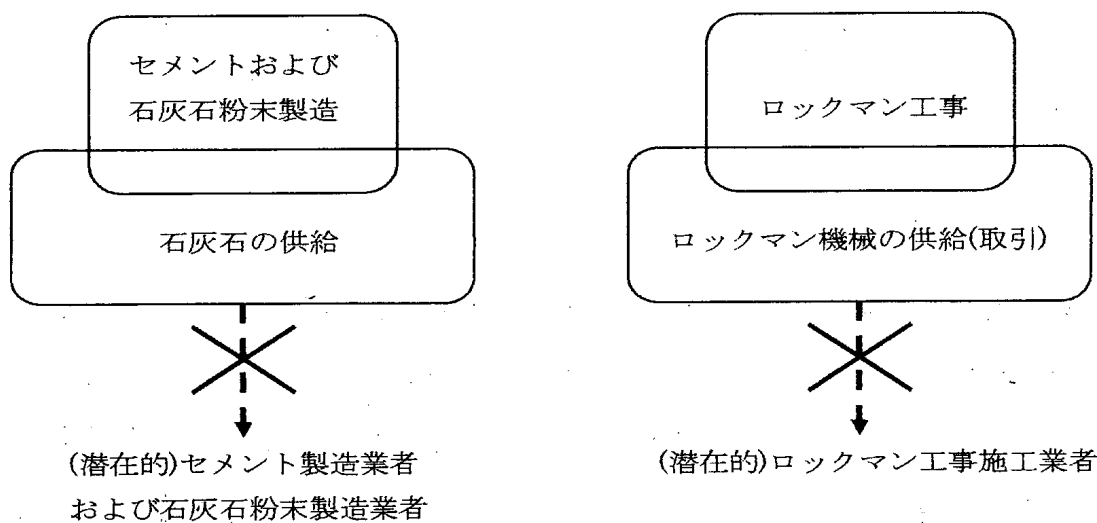 セメントおよび
石灰石粉末製造
石灰石の供給
(潜在的)セメント製造業者
および石灰石粉末製造業者
ロックマン工事
ロックマン機械の供給(取引)
(潜在的)ロックマン工事施工業者